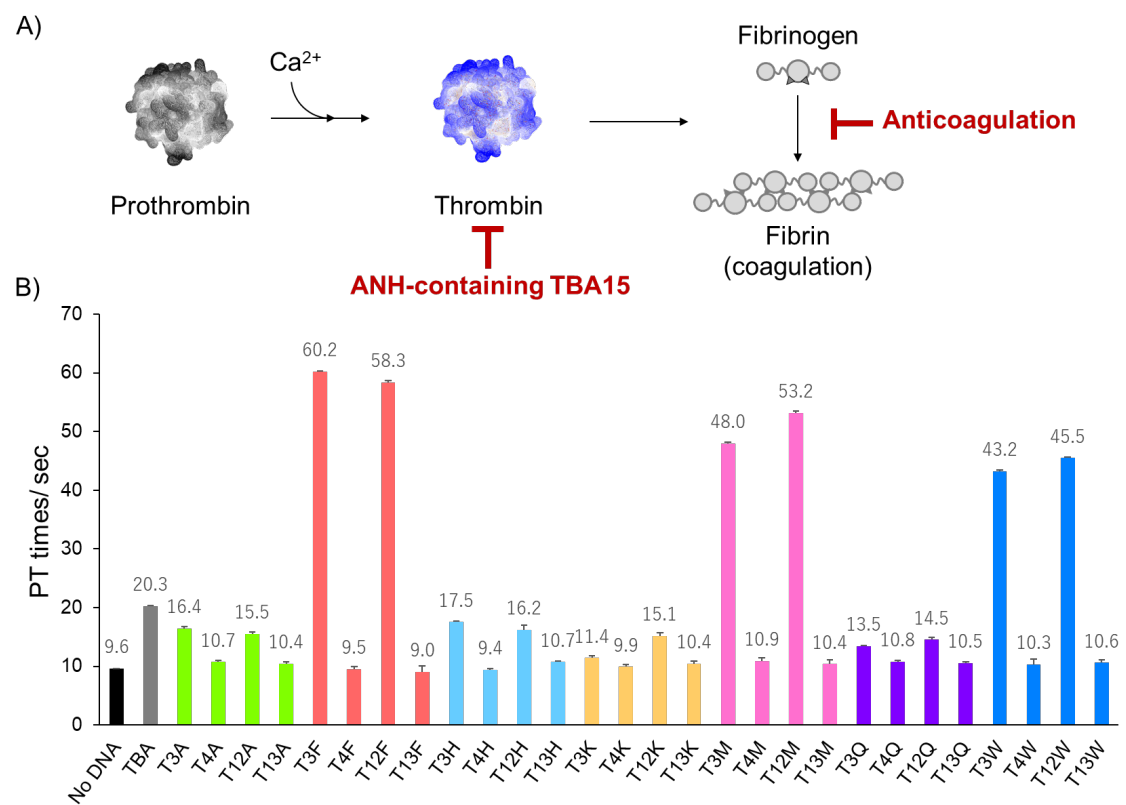 A)
Ca2+
Fibrinogen
Anticoagulation
Prothrombin
Thrombin
Fibrin
(coagulation)
ANH-containing TBA15
B)
PT times/ sec
70
60
50
40
30
20
10
0
9.6
20.3
16.4
10.7
15.5
10.4
60.2
9.5
58.3
9.0
17.5
9.4
16.2
10.7
11.4
9.9
15.1
10.4
48.0
10.9
53.2
10.4
13.5
10.8
14.5
10.5
43.2
10.3
45.5
10.6
No DNA
TBA
T3A
T4A
T12A
T13A
T3F
T4F
T12F
T13F
T3H
T4H
T12H
T13H
T3K
T4K
T12K
T13K
T3M
T4M
T12M
T13M
T3Q
T4Q
T12Q
T13Q
T3W
T4W
T12W
T13W